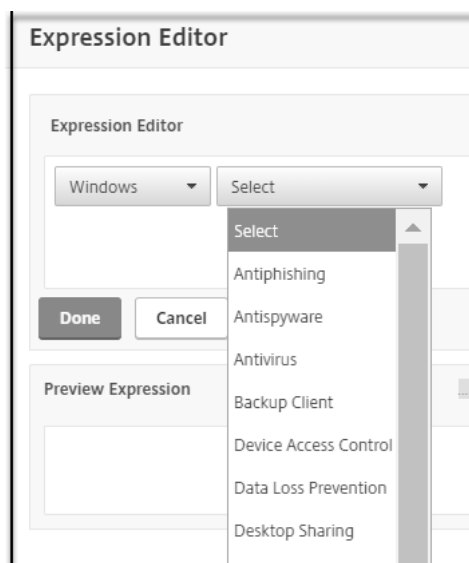 Expression Editor
Expression Editor
Windows
Select
Select
Antiphishing
Antispyware
Done
Cancel
Antivirus
Preview Expression
Backup Client
Device Access Control
Data Loss Prevention
Desktop Sharing